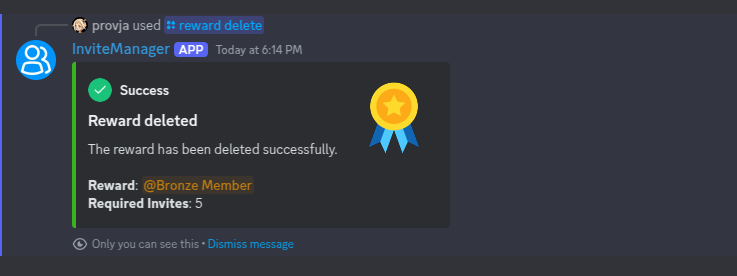 provja used reward delete
InviteManager APP Today at 6:14 PM
Success
Reward deleted
The reward has been deleted successfully.
Reward: @Bronze Member
Required Invites: 5
Only you can see this • Dismiss message